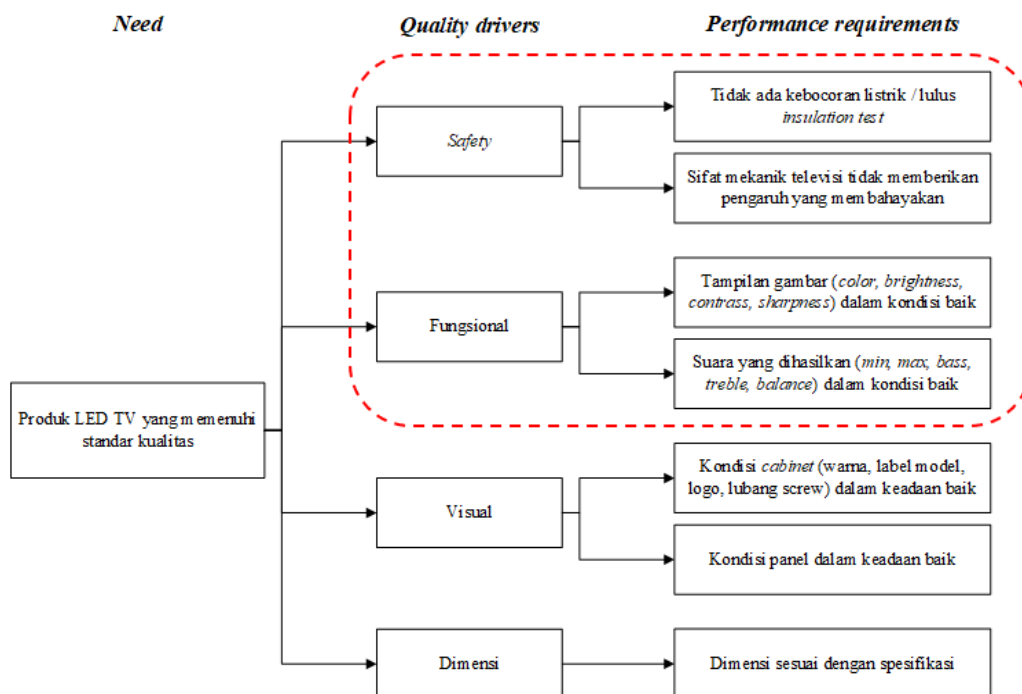 Need
Quality drivers
Performance requirements
Safety
Tidak ada kebocoran listrik / lulus
insulation test
Sifat mekanik televisi tidak memberikan
pengaruh yang membahayakan
Fungsional
Tampilan gambar (color, brightness,
contrass, sharpness) dalam kondisi baik
Suara yang dihasilkan (min, max, bass,
treble, balance) dalam kondisi baik
Produk LED TV yang memenuhi
standar kualitas
Visual
Kondisi cabinet (warna, label model,
logo, lubang screw) dalam keadaan baik
Kondisi panel dalam keadaan baik
Dimensi
Dimensi sesuai dengan spesifikasi